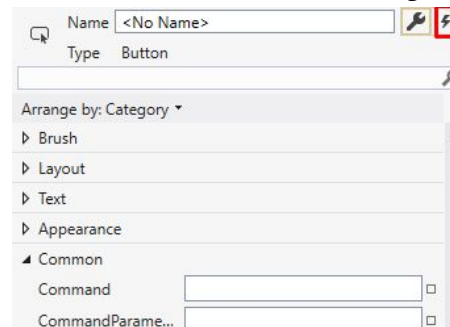 Name <No Name>
Type Button
Arrange by: Category
Brush
Layout
Text
Appearance
Common
Command
CommandParame...